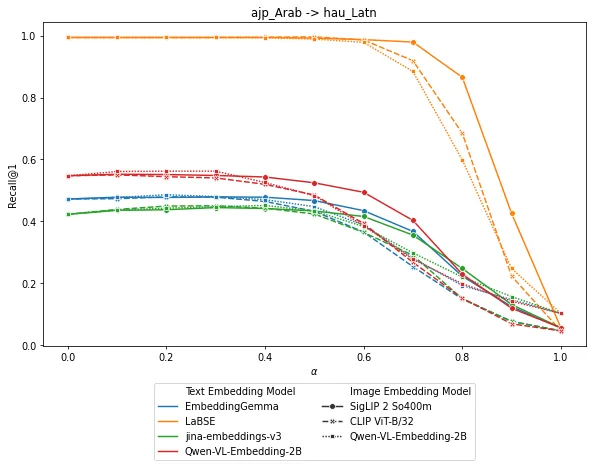 ajp_Arab -> hau_Latn
Recall@1
1.0
0.8
0.6
0.4
0.2
0.0
0.0 0.2 0.4 0.6 0.8 1.0
α
Text Embedding Model Image Embedding Model
EmbeddingGemma SigLIP 2 So400m
LaBSE CLIP ViT-B/32
jina-embeddings-v3 Qwen-VL-Embedding-2B
Qwen-VL-Embedding-2B